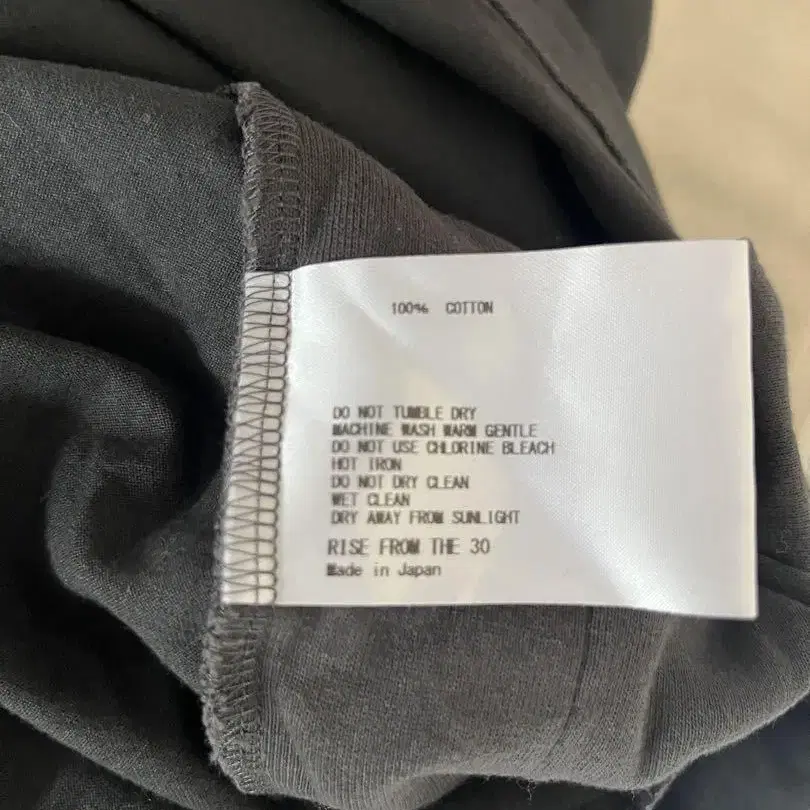 100% COTTON
DO NOT TUMBLE DRY
MACHINE WASH WARM GENTLE
DO NOT USE CHLORINE BLEACH
HOT IRON
DO NOT DRY CLEAN
WET CLEAN
DRY AWAY FROM SUNLIGHT
RISE FROM THE 30
Made in Japan